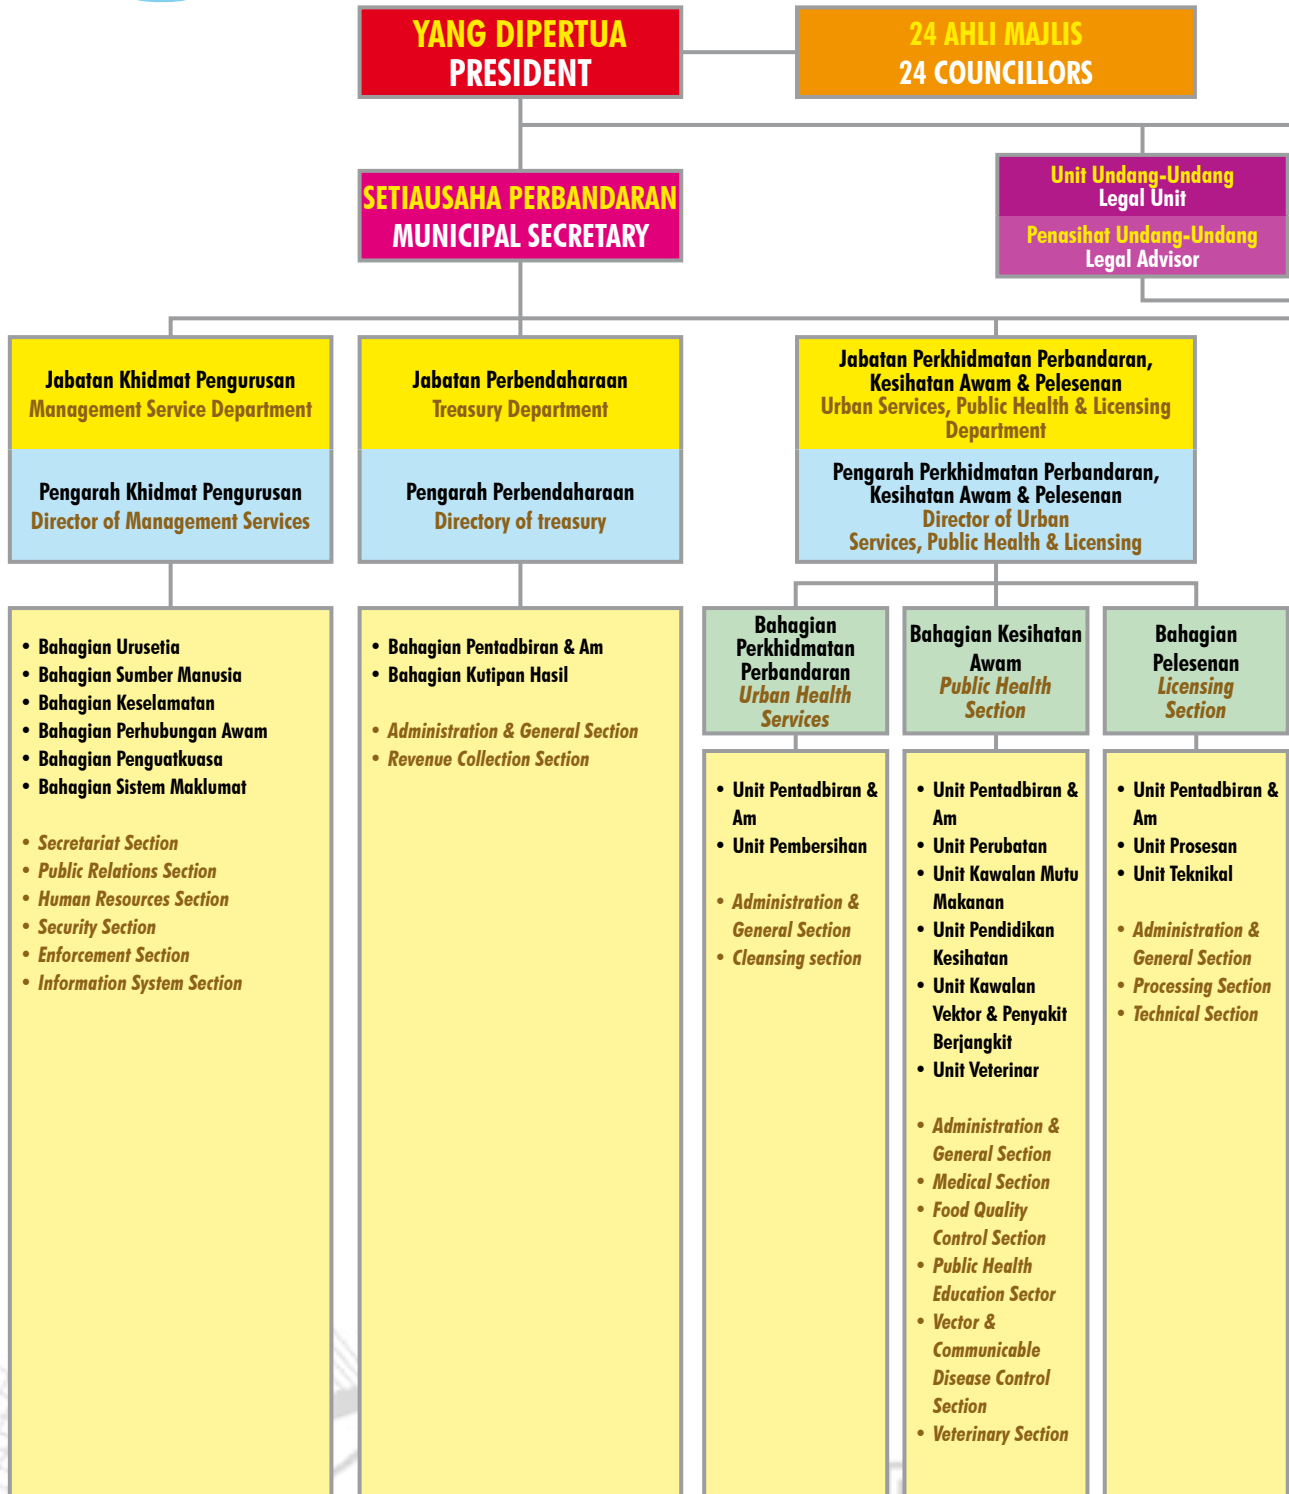 YANG DIPERTUA
PRESIDENT
24 AHLI MAJLIS
24 COUNCILLORS
SETIAUSAHA PERBANDARAN
MUNICIPAL SECRETARY
Unit Undang-Undang
Legal Unit
Penasihat Undang-Undang
Legal Advisor
Jabatan Khidmat Pengurusan
Management Service Department
Pengarah Khidmat Pengurusan
Director of Management Services
Jabatan Perbendaharaan
Treasury Department
Pengarah Perbendaharaan
Directory of treasury
Jabatan Perkhidmatan Perbandaran,
Kesihatan Awam & Pelesenan
Urban Services, Public Health & Licensing
Department
Pengarah Perkhidmatan Perbandaran,
Kesihatan Awam & Pelesenan
Director of Urban
Services, Public Health & Licensing
• Bahagian Urusetia
• Bahagian Sumber Manusia
• Bahagian Keselamatan
• Bahagian Perhubungan Awam
• Bahagian Penguatkuasa
• Bahagian Sistem Maklumat
• Secretariat Section
• Public Relations Section
• Human Resources Section
• Security Section
• Enforcement Section
• Information System Section
• Bahagian Pentadbiran & Am
• Bahagian Kutipan Hasil
• Administration & General Section
• Revenue Collection Section
Bahagian
Perkhidmatan
Perbandaran
Urban Health
Services
• Unit Pentadbiran &
Am
• Unit Pembersihan
• Administration &
General Section
• Cleansing section
Bahagian Kesihatan
Awam
Public Health
Section
• Unit Pentadbiran &
Am
• Unit Perubatan
• Unit Kawalan Mutu
Makanan
• Unit Pendidikan
Kesihatan
• Unit Kawalan
Vektor & Penyakit
Berjangkit
• Unit Veterinar
• Administration &
General Section
• Medical Section
• Food Quality
Control Section
• Public Health
Education Sector
• Vector &
Communicable
Disease Control
Section
• Veterinary Section
Bahagian
Pelesenan
Licensing
Section
• Unit Pentadbiran &
Am
• Unit Prosesan
• Unit Teknikal
• Administration &
General Section
• Processing Section
• Technical Section